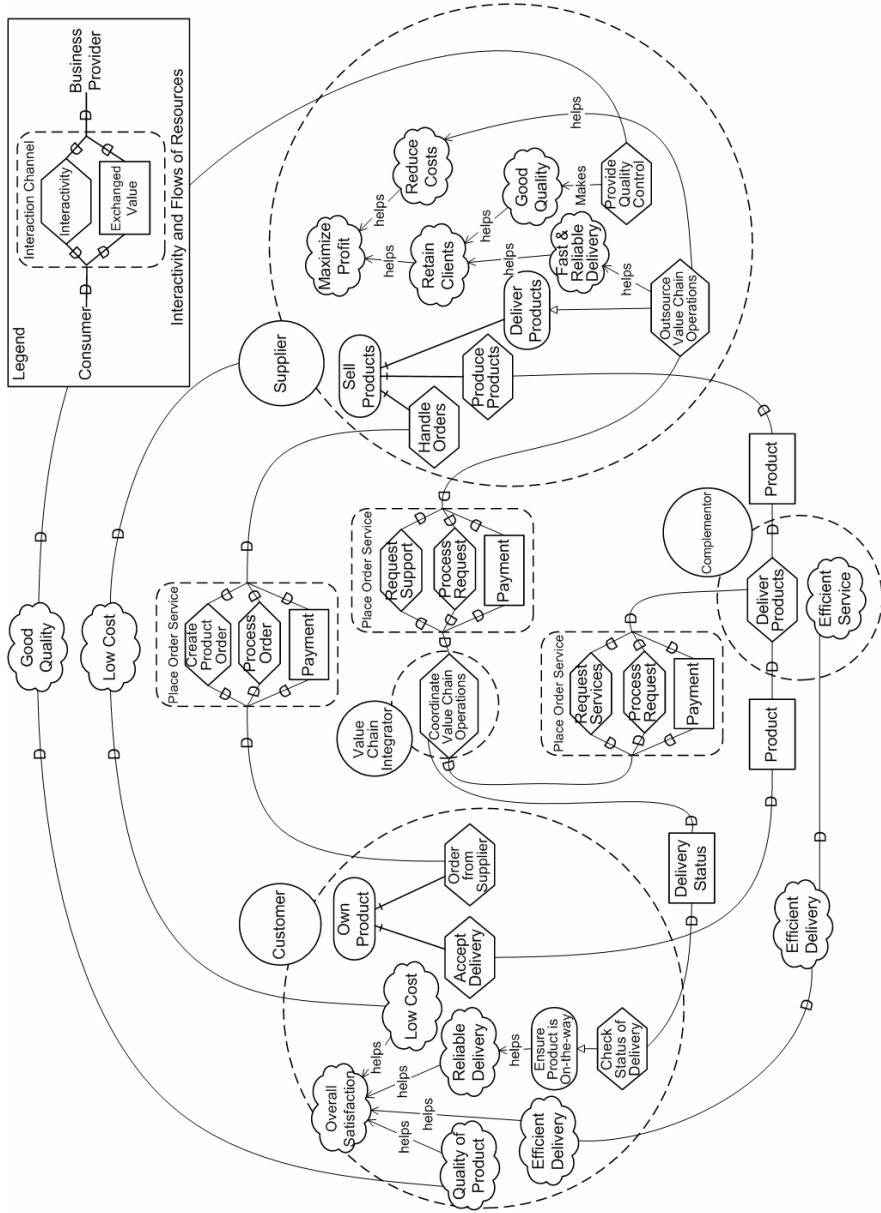 Legend
Interaction Channel
Interactivity
Exchanged
Value
Consumer
D
D
D
D
D
D
Business
Provider
Interactivity and Flows of Resources
Good
Quality
D
D
Low Cost
D
D
Customer
Own
Product
Order
from
Supplier
Accept
Delivery
Low Cost
helps
Overall
Satisfaction
helps
Reliable Delivery
helps
Ensure
Product is
On-the-way
Check
Status of
Delivery
helps
Quality of
Product
helps
Efficient Delivery
Place Order Service
Create
Product
Order
Process
Order
Payment
D
D
D
D
D
D
D
D
Value
Chain
Integrator
Coordinate
Value Chain
Operations
D
D
Place Order Service
Request
Support
Process
Request
Payment
D
D
D
D
D
D
D
D
Place Order Service
Request
Services
Process
Request
Payment
D
D
D
D
D
D
D
D
Delivery
Status
D
D
Supplier
Sell
Products
Handle
Orders
Produce
Products
Deliver
Products
Maximize
Profit
helps
helps
Reduce
Costs
Retain
Clients
helps
helps
Good
Quality
Makes
Provide
Quality
Control
Fast &
Reliable
Delivery
helps
helps
Outsource
Value Chain
Operations
Complementor
Deliver
Products
Efficient
Service
Product
D
D
Product
D
D
Efficient
Delivery
D
D